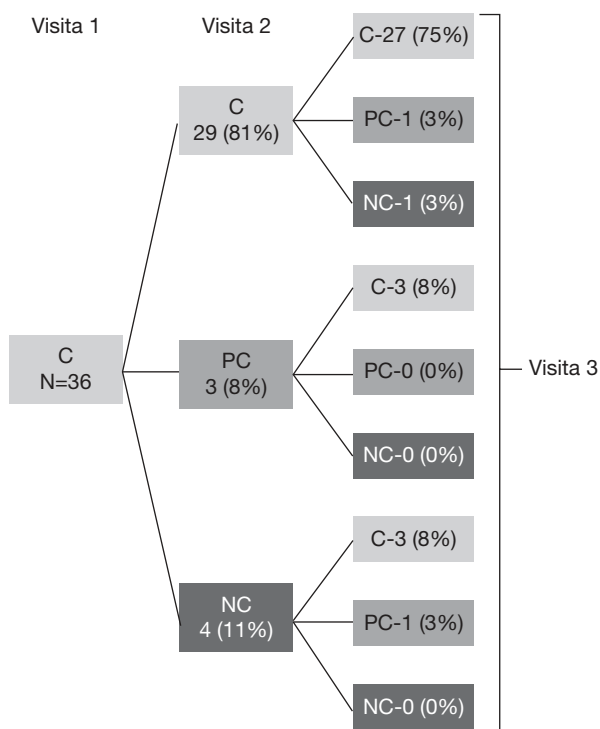 Visita 1
Visita 2
C-27 (75%)
C
29 (81%)
PC-1 (3%)
NC-1 (3%)
C-3 (8%)
C
N=36
PC
3 (8%)
PC-0 (0%)
Visita 3
NC-0 (0%)
C-3 (8%)
NC
4 (11%)
PC-1 (3%)
NC-0 (0%)